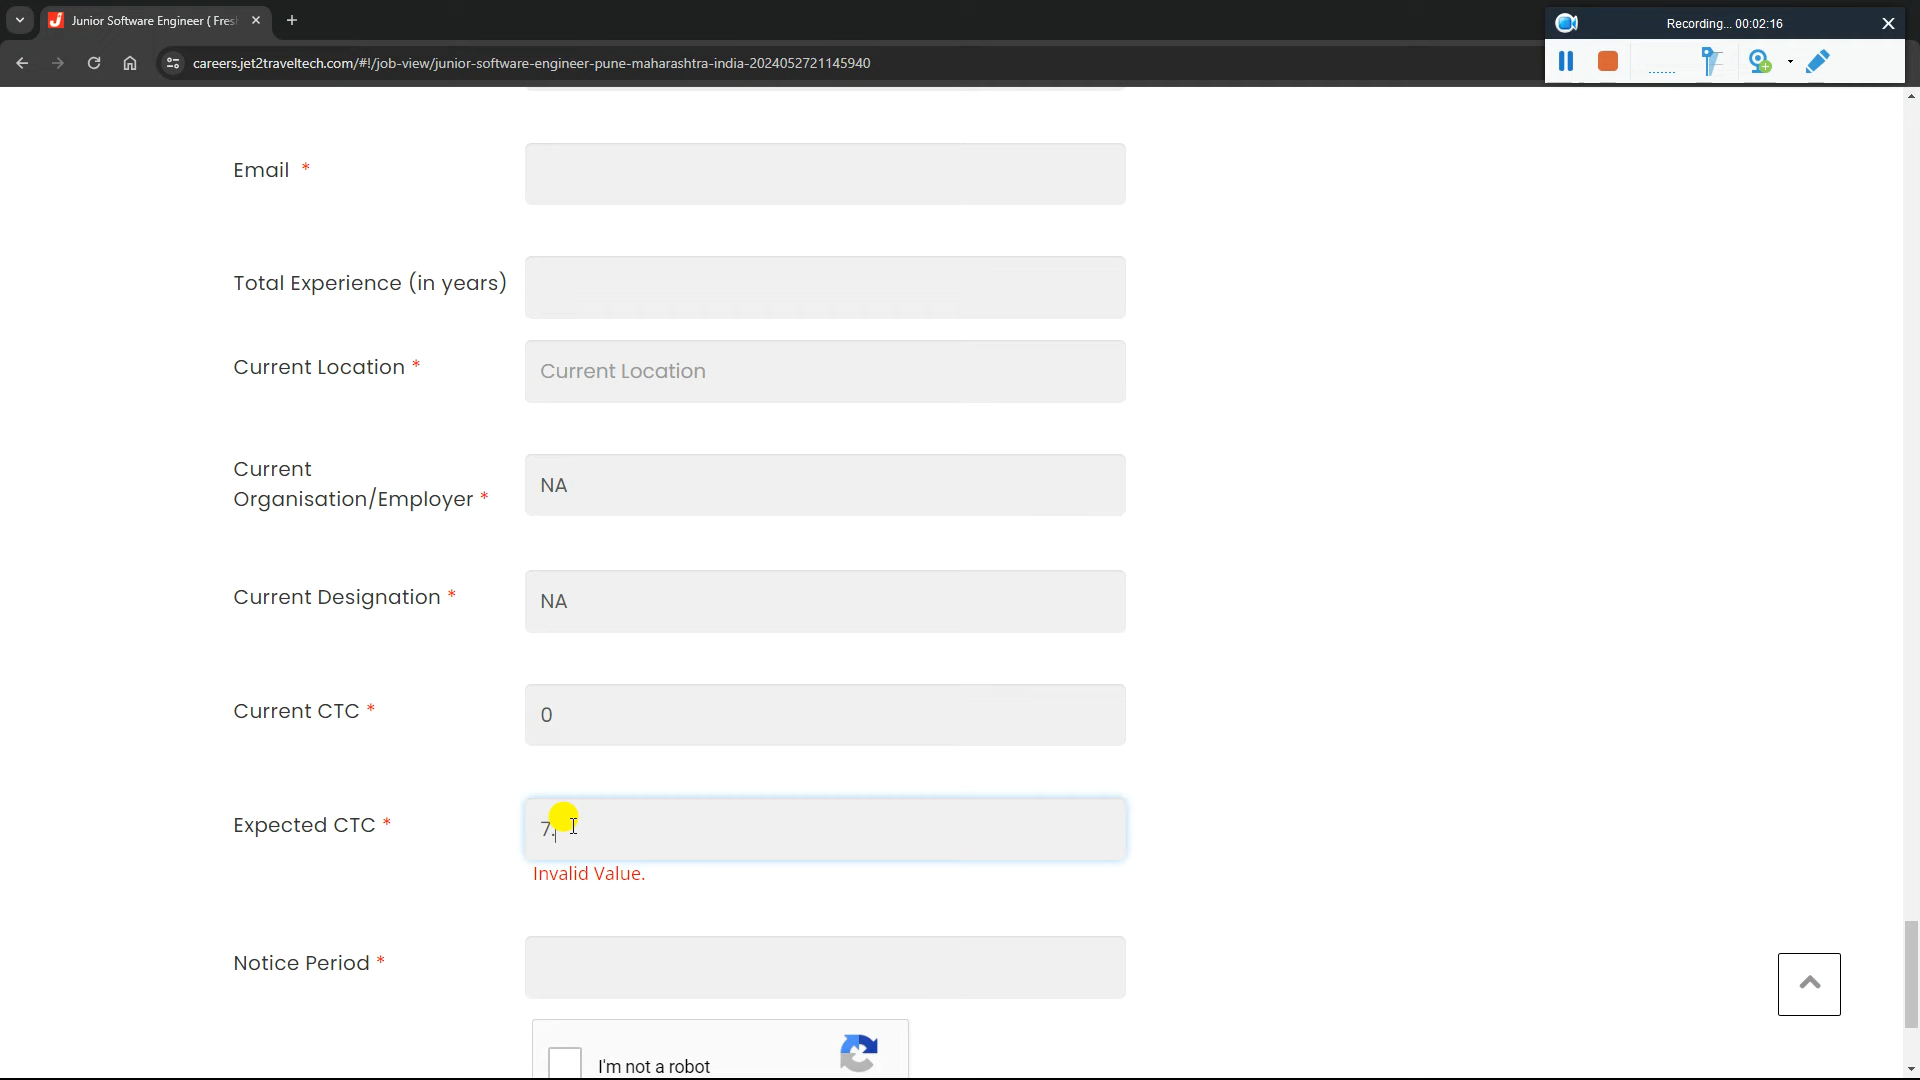 Junior Software Engineer ( Fres
Recording... 00:02:16
careers.jet2traveltech.com/#!/job-view/junior-software-engineer-pune-maharashtra-india-2024052721145940
Email *
Total Experience (in years)
Current Location *
Current Location
Current
Organisation/Employer *
NA
Current Designation *
NA
Current CTC *
0
Expected CTC *
7.
Invalid Value.
Notice Period *
I'm not a robot